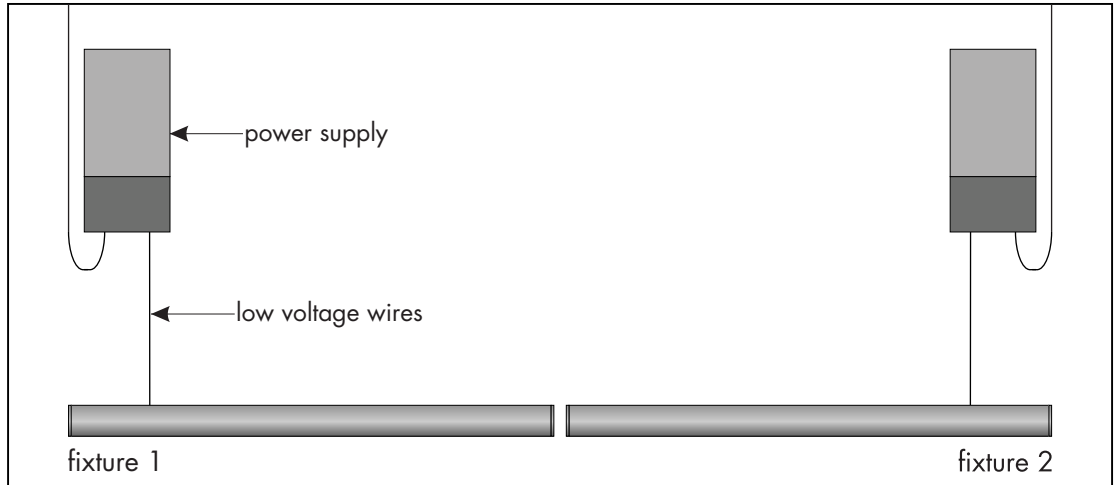 power supply
low voltage wires
fixture 1
fixture 2